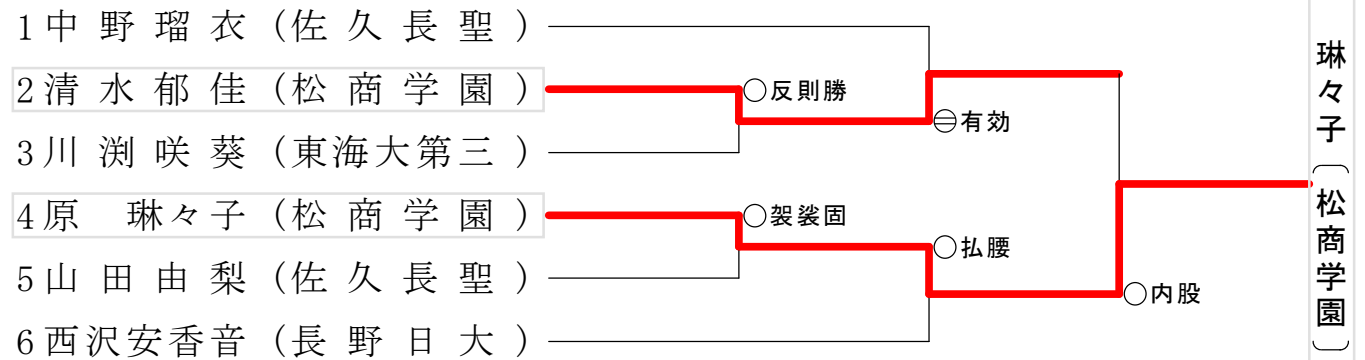 1中野瑠衣(佐久長聖)
2清水郁佳(松商学園)
3川渕咲葵(東海大第三)
4原　琳々子(松商学園)
5山田由梨(佐久長聖)
6西沢安香音(長野日大)
○反則勝
㊀有効
○袈裟固
○払腰
○内股
琳々子(松商学園)